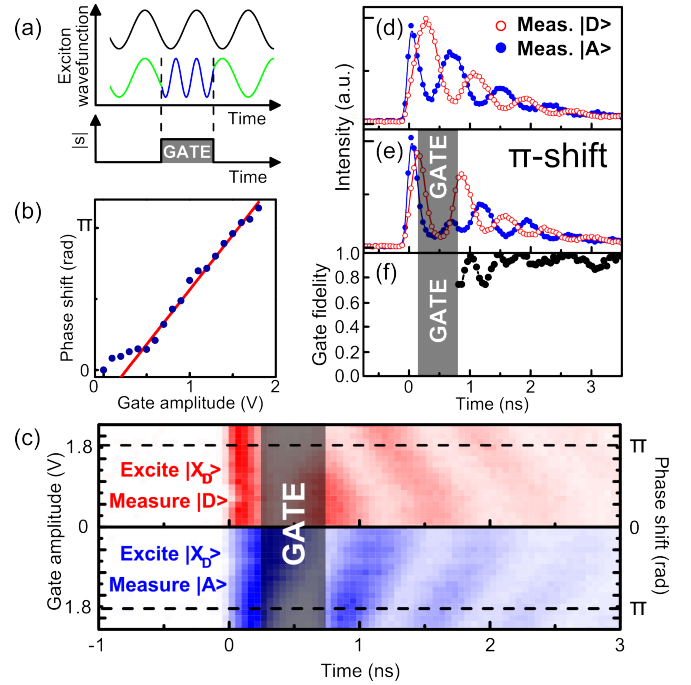 (a)
Exciton
wavefunction
Time
|s|
GATE
Time
(b)
Phase shift (rad)
π
0
0
1
2
Gate amplitude (V)
(d)
Meas. |D>
Meas. |A>
Intensity (a.u.)
(e)
GATE
π-shift
(f)
GATE
Gate fidelity
1.0
0.8
0.6
0.4
0.2
0.0
0
1
2
3
Time (ns)
(c)
Gate amplitude (V)
1.8
0
1.8
Excite |X_D>
Measure |D>
Excite |X_D>
Measure |A>
GATE
π
0
π
Phase shift (rad)
-1
0
1
2
3
Time (ns)